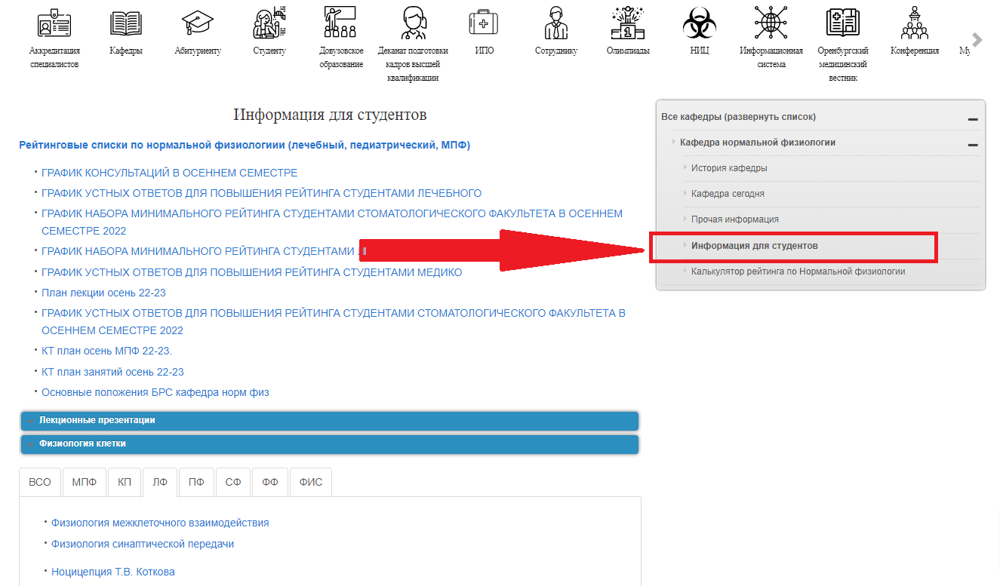 Аккредитация специалистов
Кафедры
Абитуриенту
Студенту
Довузовское образование
Деканат подготовки кадров высшей квалификации
ИПО
Сотруднику
Олимпиады
НИЦ
Информационная система
Оренбургский медицинский вестник
Конференция
Информация для студентов
Рейтинговые списки по нормальной физиологиии (лечебный, педиатрический, МПФ)
ГРАФИК КОНСУЛЬТАЦИЙ В ОСЕННЕМ СЕМЕСТРЕ
ГРАФИК УСТНЫХ ОТВЕТОВ ДЛЯ ПОВЫШЕНИЯ РЕЙТИНГА СТУДЕНТАМИ ЛЕЧЕБНОГО
ГРАФИК НАБОРА МИНИМАЛЬНОГО РЕЙТИНГА СТУДЕНТАМИ СТОМАТОЛОГИЧЕСКОГО ФАКУЛЬТЕТА В ОСЕННЕМ
СЕМЕСТРЕ 2022
ГРАФИК НАБОРА МИНИМАЛЬНОГО РЕЙТИНГА СТУДЕНТАМИ
ГРАФИК УСТНЫХ ОТВЕТОВ ДЛЯ ПОВЫШЕНИЯ РЕЙТИНГА СТУДЕНТАМИ МЕДИКО
План лекции осень 22-23
ГРАФИК УСТНЫХ ОТВЕТОВ ДЛЯ ПОВЫШЕНИЯ РЕЙТИНГА СТУДЕНТАМИ СТОМАТОЛОГИЧЕСКОГО ФАКУЛЬТЕТА В
ОСЕННЕМ СЕМЕСТРЕ 2022
КТ план осень МПФ 22-23.
КТ план занятий осень 22-23
Основные положения БРС кафедра норм физ
Лекционные презентации
Физиология клетки
ВСО МПФ КП ЛФ ПФ СФ ФФ ФИС
Физиология межклеточного взаимодействия
Физиология синаптической передачи
Ноцицепция Т.В. Коткова
Все кафедры (развернуть список)
Кафедра нормальной физиологии
История кафедры
Кафедра сегодня
Прочая информация
Информация для студентов
Калькулятор рейтинга по Нормальной физиологии